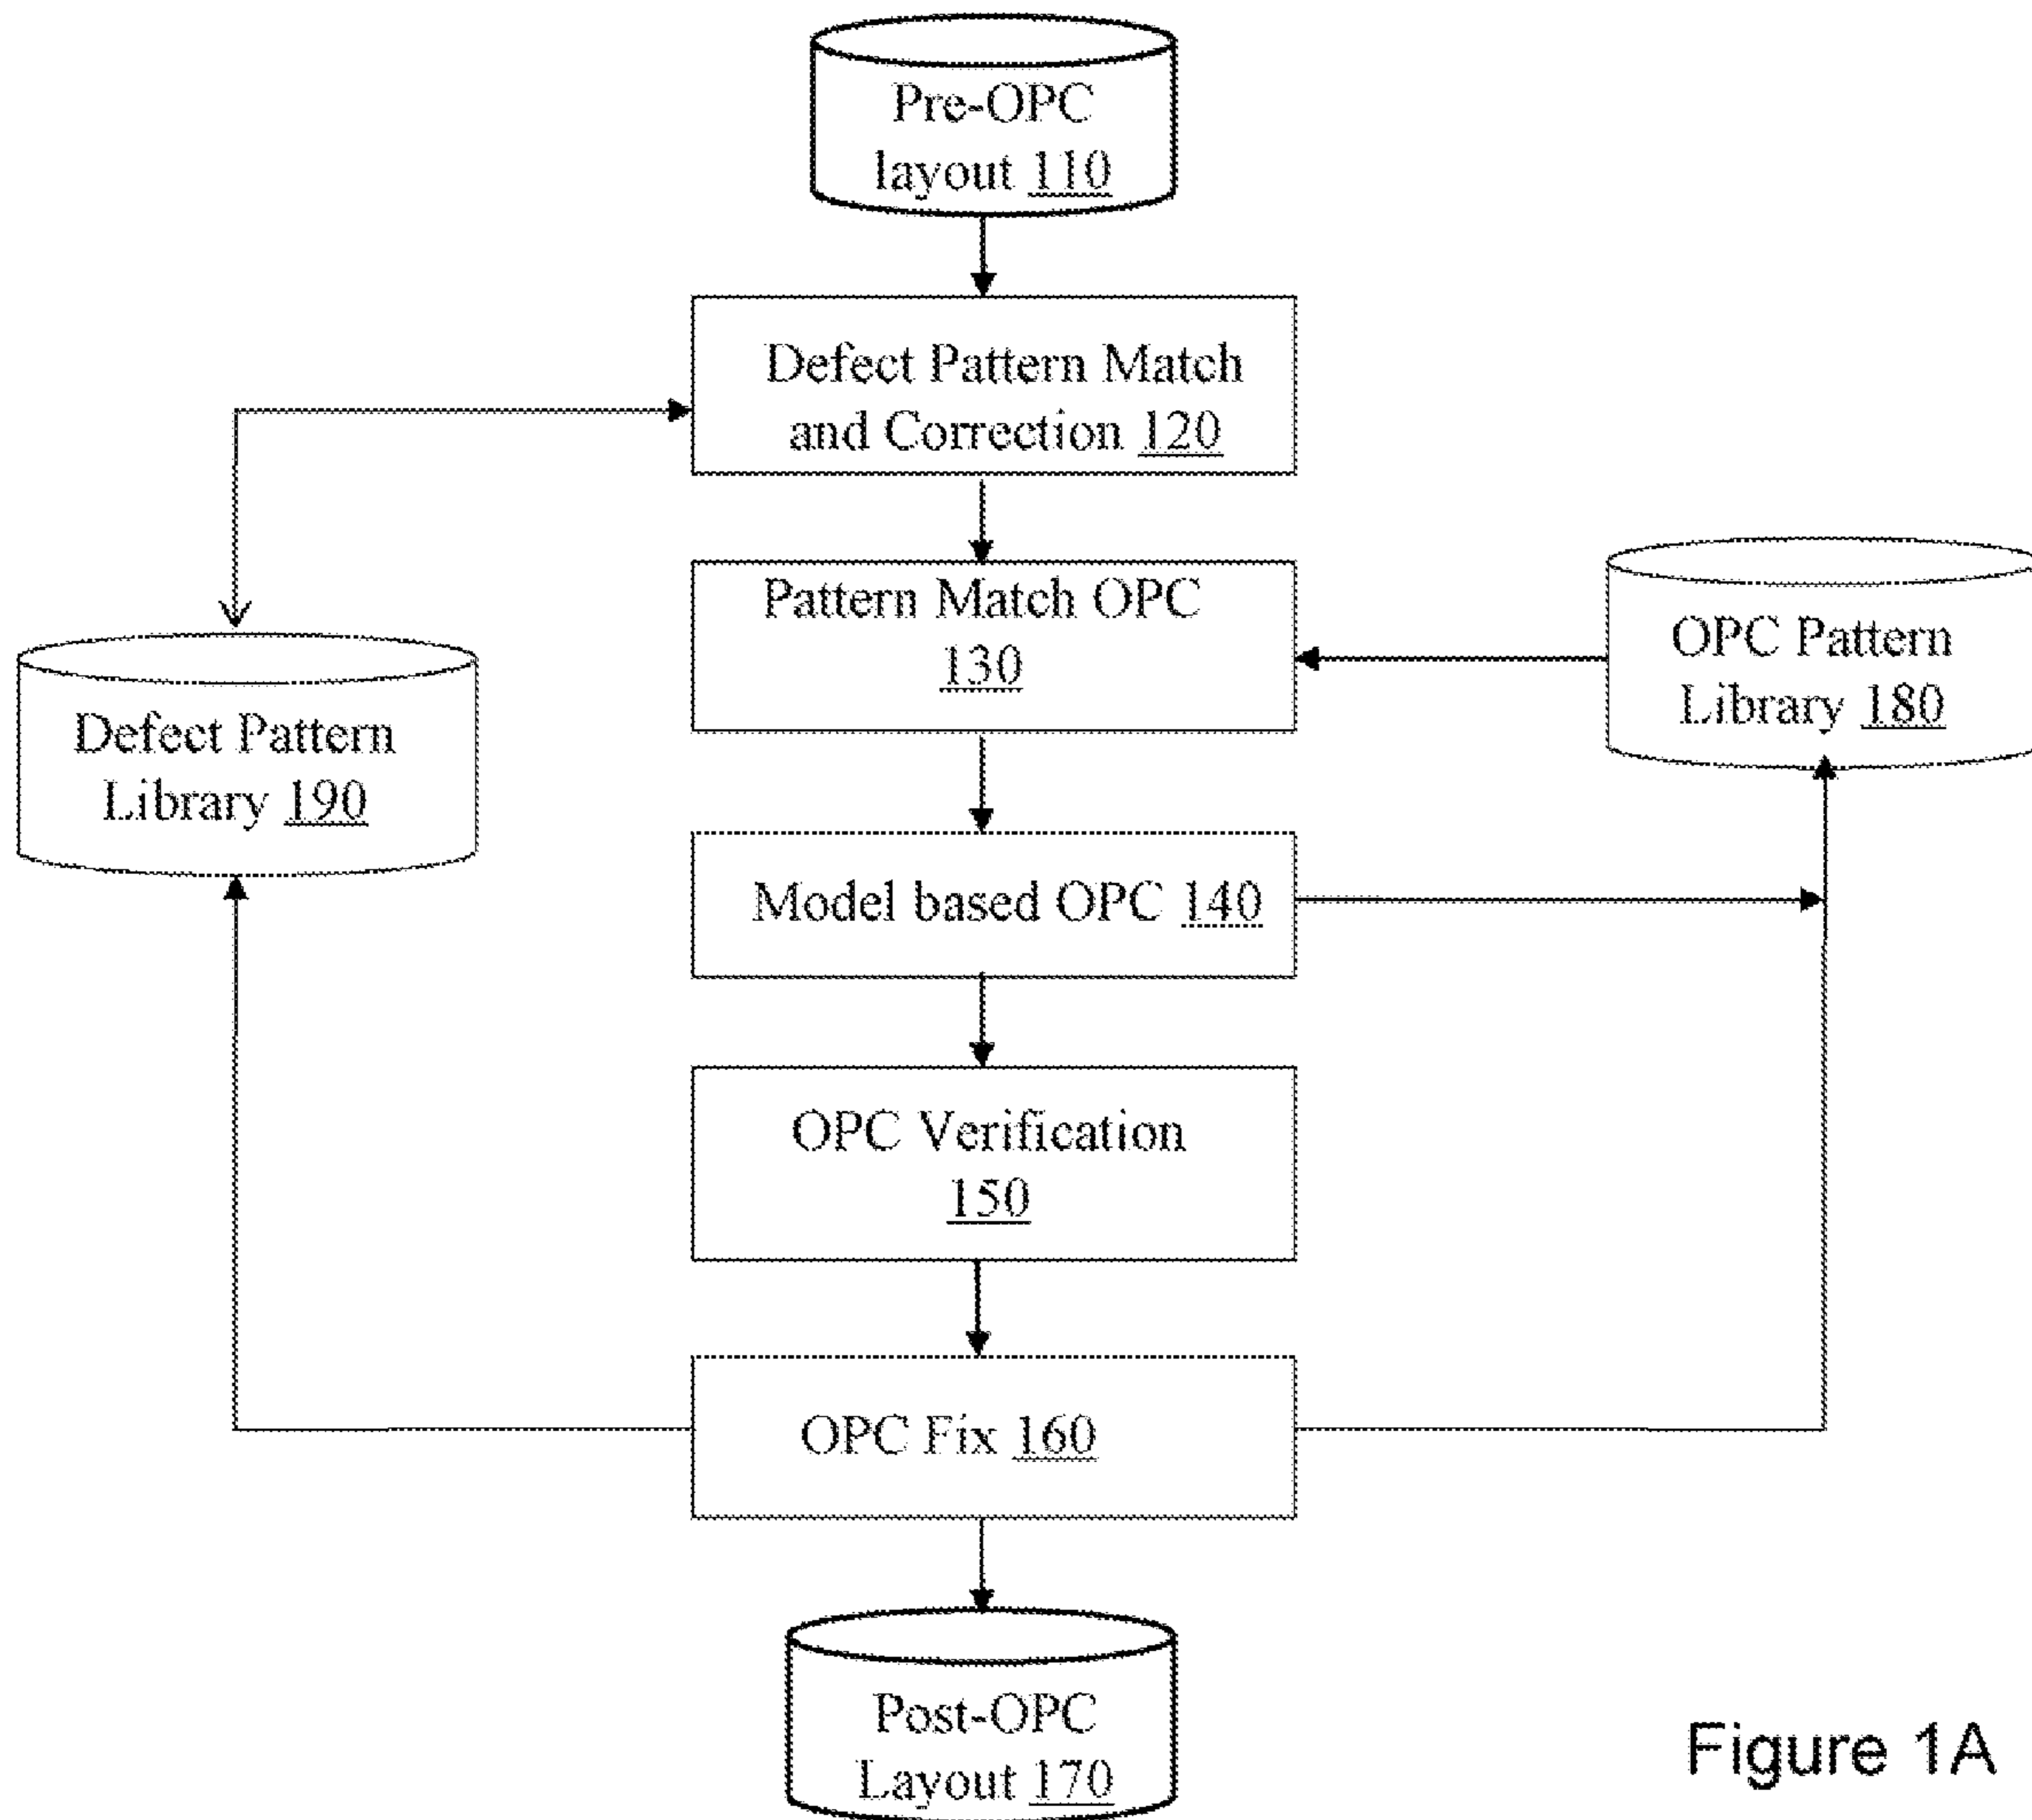 Pre-OPC
layout 110
Defect Pattern Match
and Correction 120
Pattern Match OPC
130
OPC Pattern
Library 180
Defect Pattern
Library 190
Model based OPC 140
OPC Verification
150
OPC Fix 160
Post-OPC
Layout 170
Figure 1A